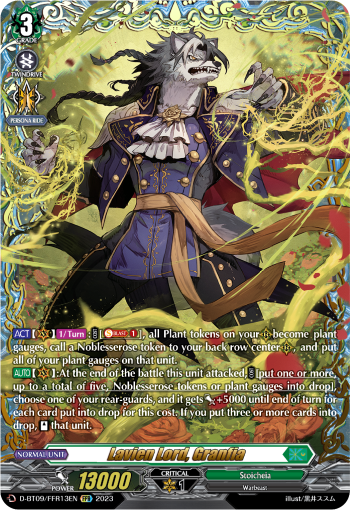 3
GRADE
TWINDRIVE
PERSONA RIDE
ACT【】1/Turn :[BLAST 1], all Plant tokens on your become plant
gauges, call a Noblesserose token to your back row center, and put
all of your plant gauges on that unit.
AUTO【】:At the end of the battle this unit attacked, [put one or more,
up to a total of five, Noblesserose tokens or plant gauges into drop],
choose one of your rear-guards, and it gets +5000 until end of turn for
each card put into drop for this cost. If you put three or more cards into
drop, that unit.
NORMAL UNIT
Lavien Lord, Grantia
POWER 13000
CRITICAL
1
Stoicheia
Warbeast
D-BT09/FFR13EN FFR 2023
illust/黒井ススム